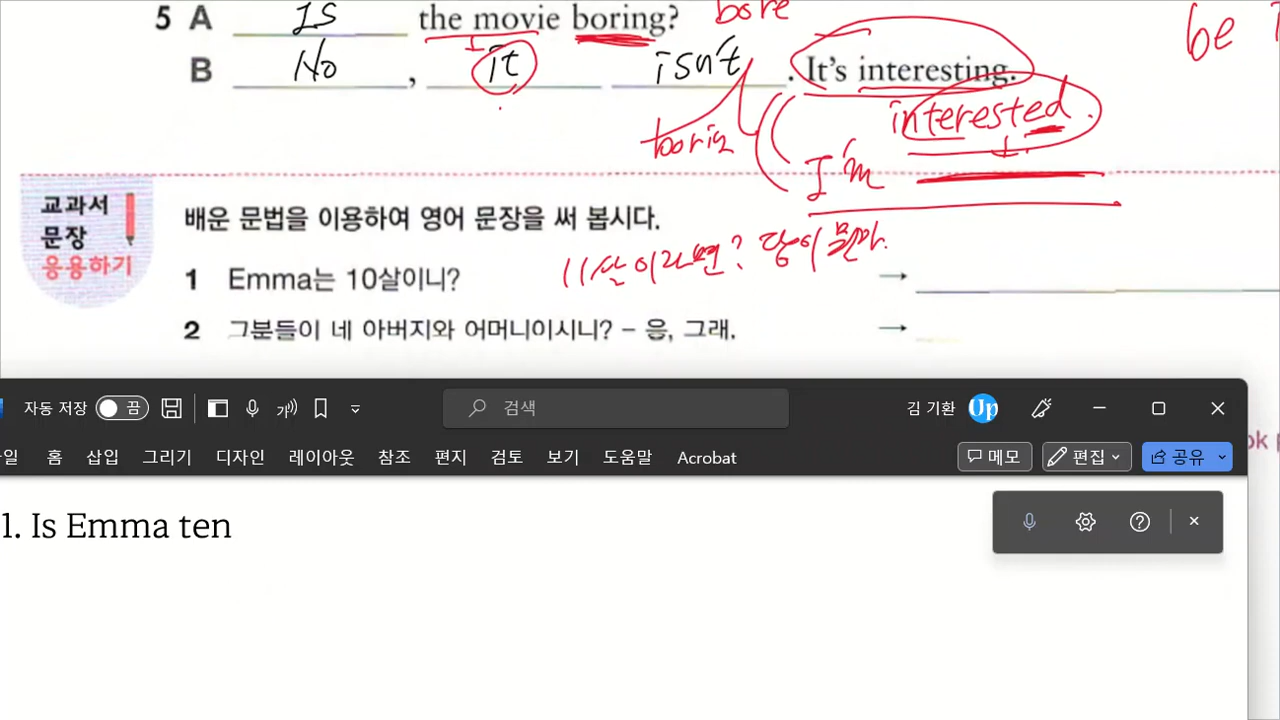 bore
5 A Is the movie boring?
be
B No, it isn't. It's interesting.
interested.
I'm
교과서
문장
응용하기
배운 문법을 이용하여 영어 문장을 써 봅시다.
11살이라면?
1 Emma는 10살이니? →
2 그분들이 네 아버지와 어머니이시니? – 응, 그래. →
자동 저장 끔 가)) 검색 김 기환 Up
ok p
일 홈 삽입 그리기 디자인 레이아웃 참조 편지 검토 보기 도움말 Acrobat 메모 편집 공유
1. Is Emma ten